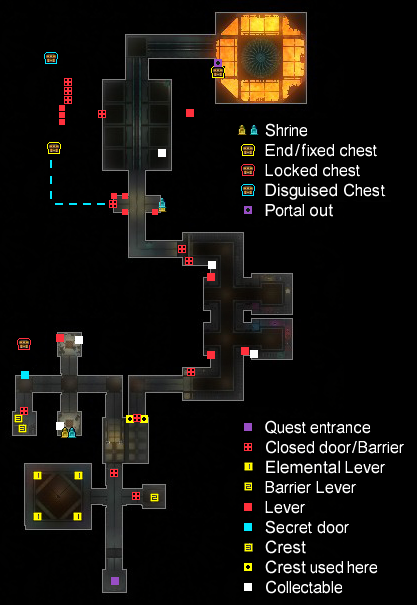 Shrine
End/fixed chest
Locked chest
Disguised Chest
Portal out
Quest entrance
Closed door/Barrier
Elemental Lever
Barrier Lever
Lever
Secret door
Crest
Crest used here
Collectable